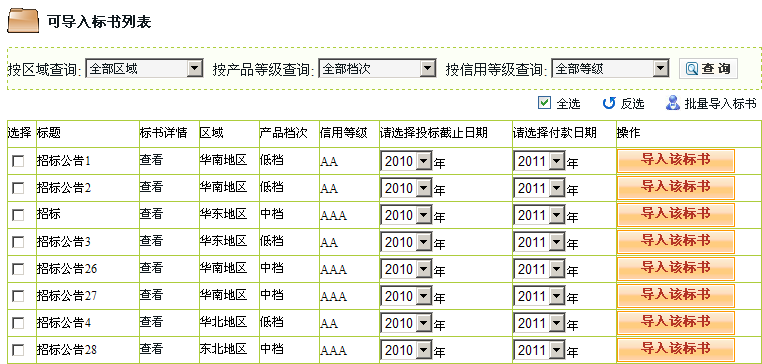 可导入标书列表
按区域查询: 全部区域 按产品等级查询: 全部档次 按信用等级查询: 全部等级 查 询
全选 反选 批量导入标书
选择 标题 标书详情 区域 产品档次 信用等级 请选择投标截止日期 请选择付款日期 操作
招标公告1 查看 华南地区 低档 AA 2010 年 2011 年 导入该标书
招标公告2 查看 华南地区 低档 AA 2010 年 2011 年 导入该标书
招标 查看 华东地区 中档 AAA 2010 年 2011 年 导入该标书
招标公告3 查看 华东地区 低档 AA 2010 年 2011 年 导入该标书
招标公告26 查看 华南地区 中档 AAA 2010 年 2011 年 导入该标书
招标公告27 查看 华南地区 中档 AAA 2010 年 2011 年 导入该标书
招标公告4 查看 华北地区 低档 AA 2010 年 2011 年 导入该标书
招标公告28 查看 东北地区 中档 AAA 2010 年 2011 年 导入该标书